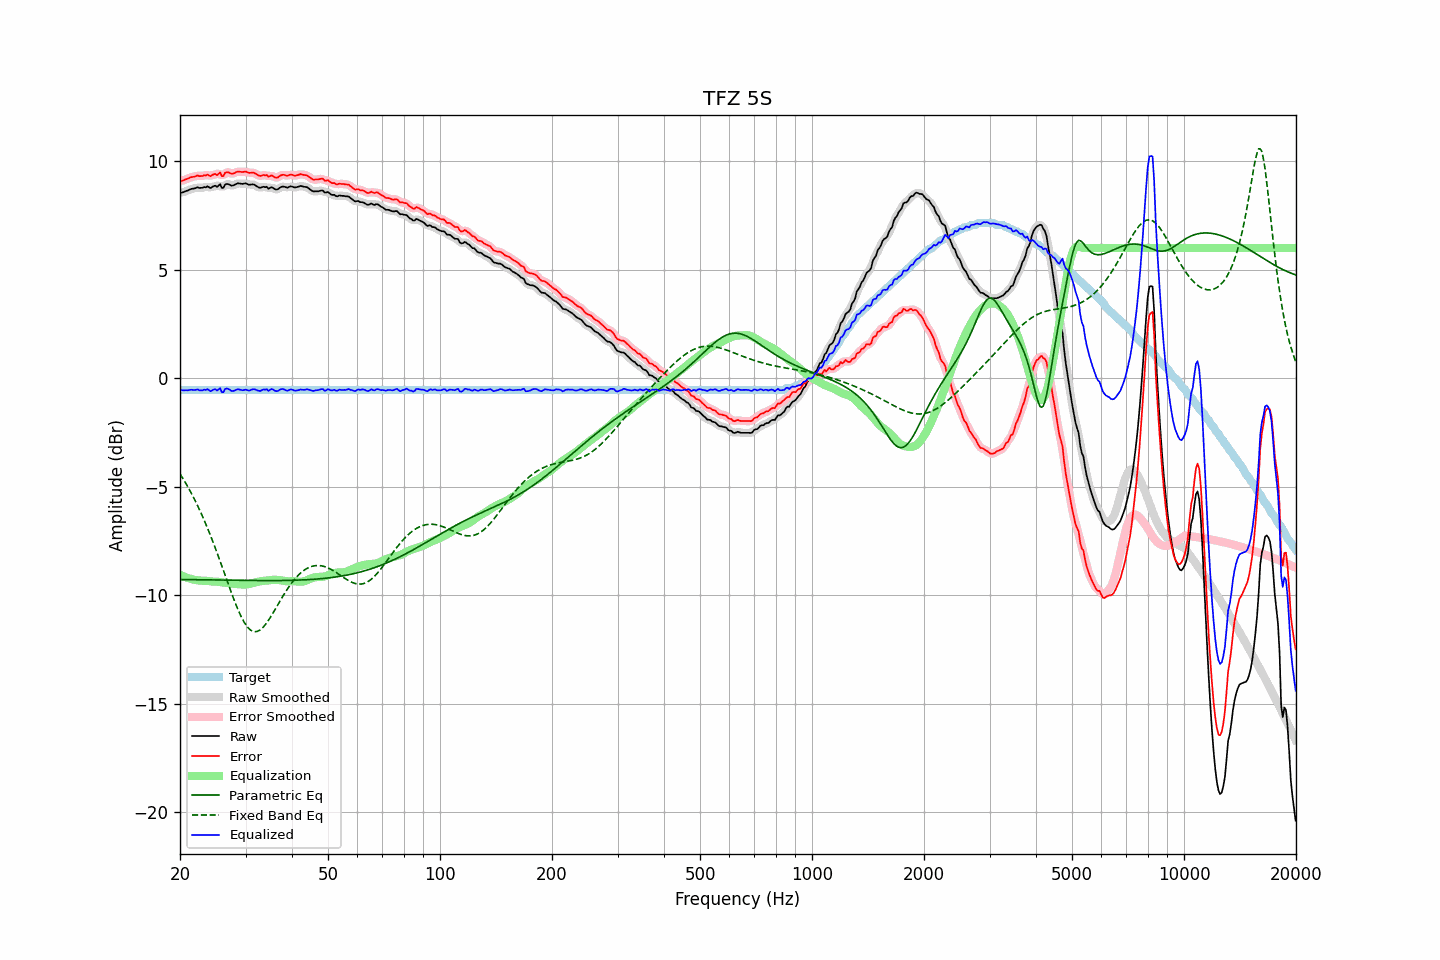 TFZ 5S
Amplitude (dBr)
10
5
0
−5
−10
−15
−20
Target
Raw Smoothed
Error Smoothed
Raw
Error
Equalization
Parametric Eq
Fixed Band Eq
Equalized
20 50 100 200 500 1000 2000 5000 10000 20000
Frequency (Hz)